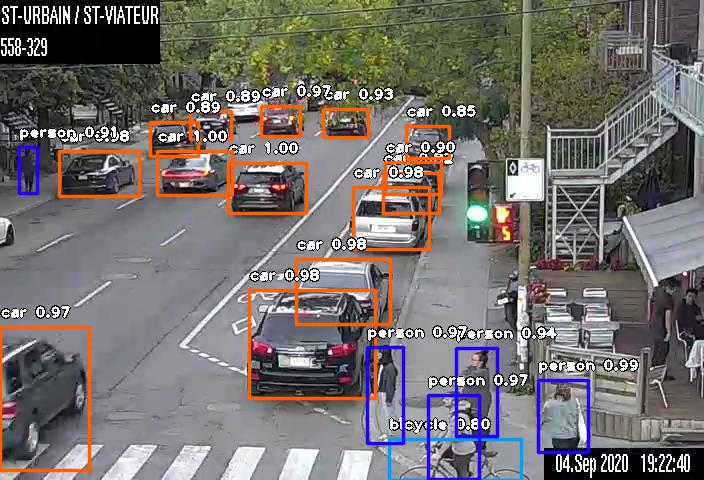 ST-URBAIN / ST-VIATEUR
558-329
car 0.89
car 0.97
car 0.93
car 0.89
car 0.85
person 0.91
car 0.98
car 1.00
car 1.00
car 0.90
car 0.98
car 0.98
car 0.98
car 0.97
person 0.97
person 0.94
person 0.99
person 0.97
bicycle 0.80
04.Sep 2020 19:22:40